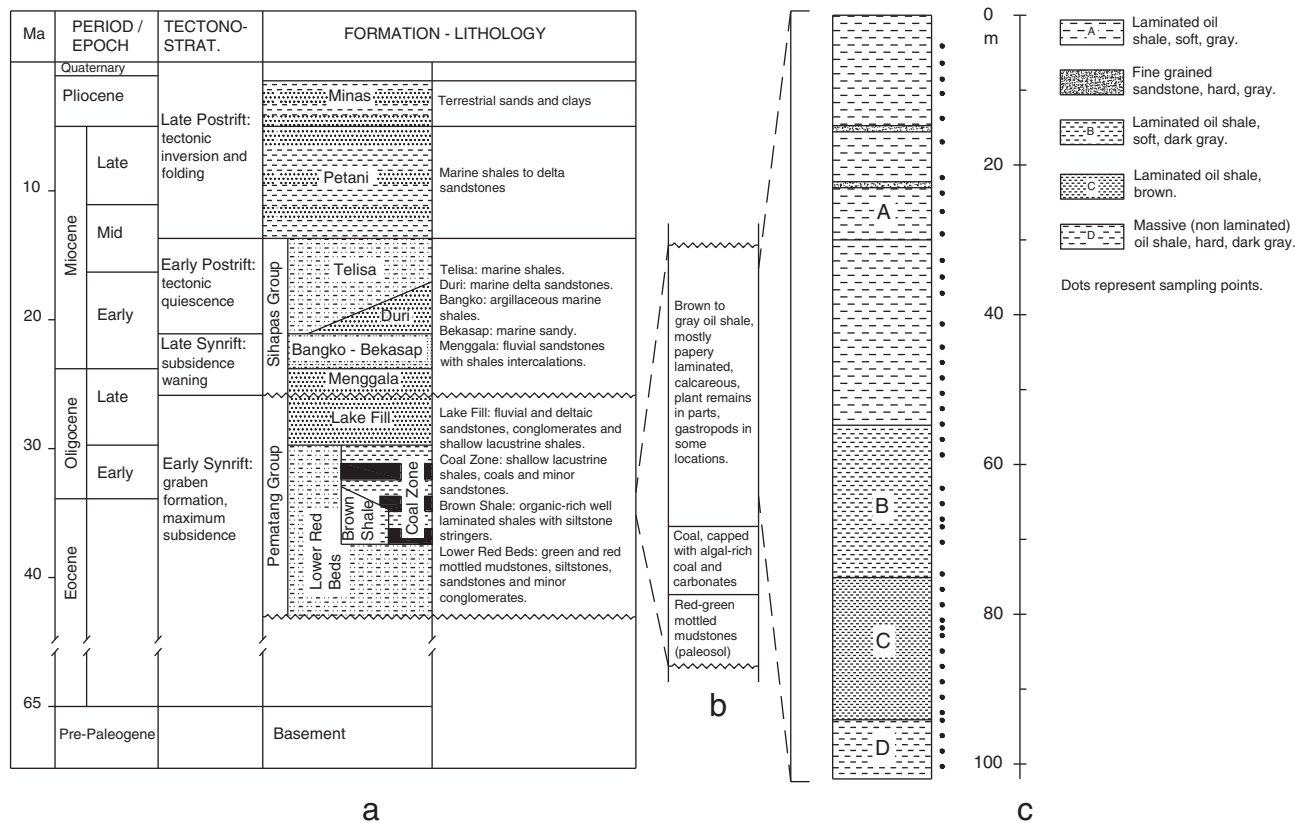 Ma
PERIOD /
EPOCH
TECTONO-
STRAT.
FORMATION - LITHOLOGY
Quaternary
Pliocene
Miocene
Late
Mid
Early
Oligocene
Late
Early
Eocene
Pre-Paleogene
10
20
30
40
65
Late Postrift:
tectonic
inversion and
folding
Early Postrift:
tectonic
quiescence
Late Synrift:
subsidence
waning
Early Synrift:
graben
formation,
maximum
subsidence
Sihapas Group
Pematang Group
Minas
Petani
Telisa
Duri
Bangko - Bekasap
Menggala
Lake Fill
Lower Red
Beds
Brown
Shale
Coal Zone
Basement
Terrestrial sands and clays
Marine shales to delta
sandstones
Telisa: marine shales.
Duri: marine delta sandstones.
Bangko: argillaceous marine
shales.
Bekasap: marine sandy.
Menggala: fluvial sandstones
with shales intercalations.
Lake Fill: fluvial and deltaic
sandstones, conglomerates and
shallow lacustrine shales.
Coal Zone: shallow lacustrine
shales, coals and minor
sandstones.
Brown Shale: organic-rich well
laminated shales with siltstone
stringers.
Lower Red Beds: green and red
mottled mudstones, siltstones,
sandstones and minor
conglomerates.
a
Brown to
gray oil shale,
mostly
papery
laminated,
calcareous,
plant remains
in parts,
gastropods in
some
locations.
Coal, capped
with algal-rich
coal and
carbonates
Red-green
mottled
mudstones
(paleosol)
b
A
B
C
D
0
m
20
40
60
80
100
c
A
Laminated oil
shale, soft, gray.
Fine grained
sandstone, hard, gray.
B
Laminated oil shale,
soft, dark gray.
C
Laminated oil shale,
brown.
D
Massive (non laminated)
oil shale, hard, dark gray.
Dots represent sampling points.